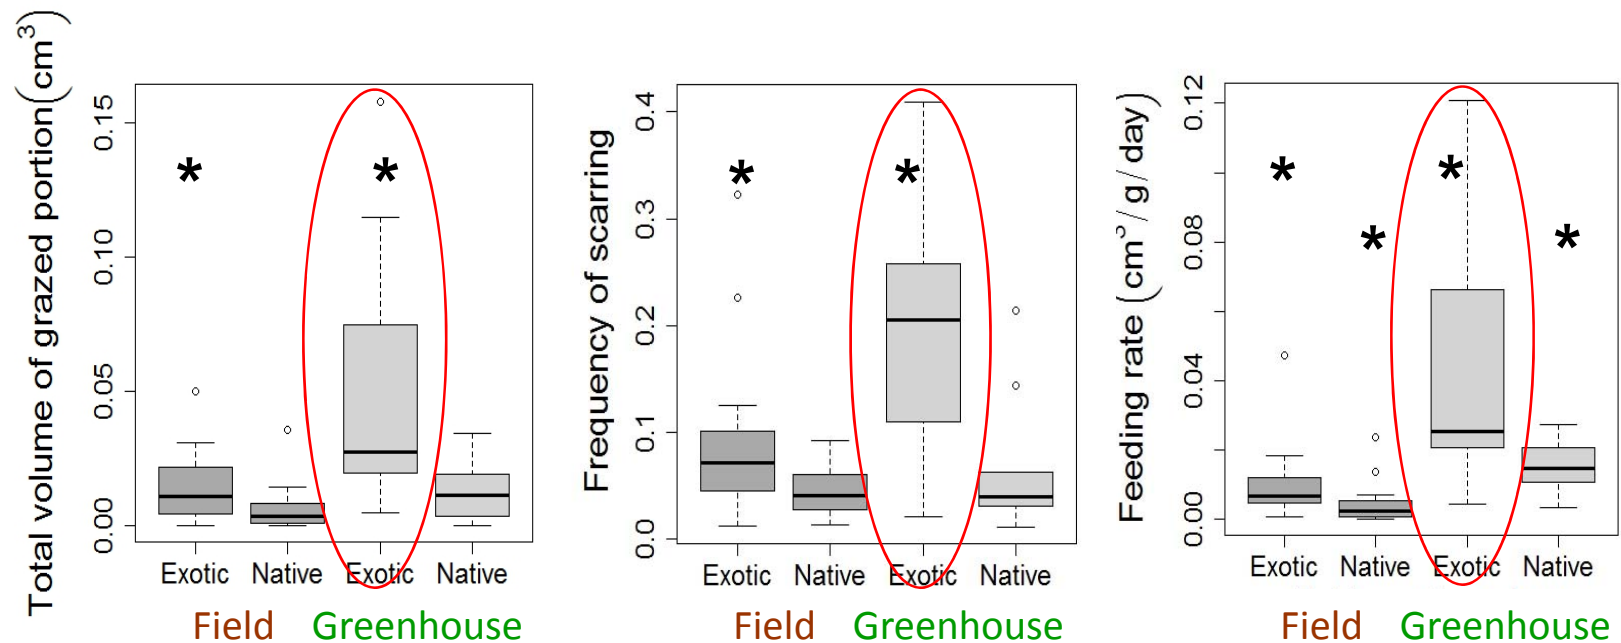 Total volume of grazed portion(cm³)
0.00 0.05 0.10 0.15
* *
Exotic Native Exotic Native
Field Greenhouse
Frequency of scarring
0.0 0.1 0.2 0.3 0.4
* *
Exotic Native Exotic Native
Field Greenhouse
Feeding rate (cm³/ g / day)
0.00 0.04 0.08 0.12
* * * *
Exotic Native Exotic Native
Field Greenhouse